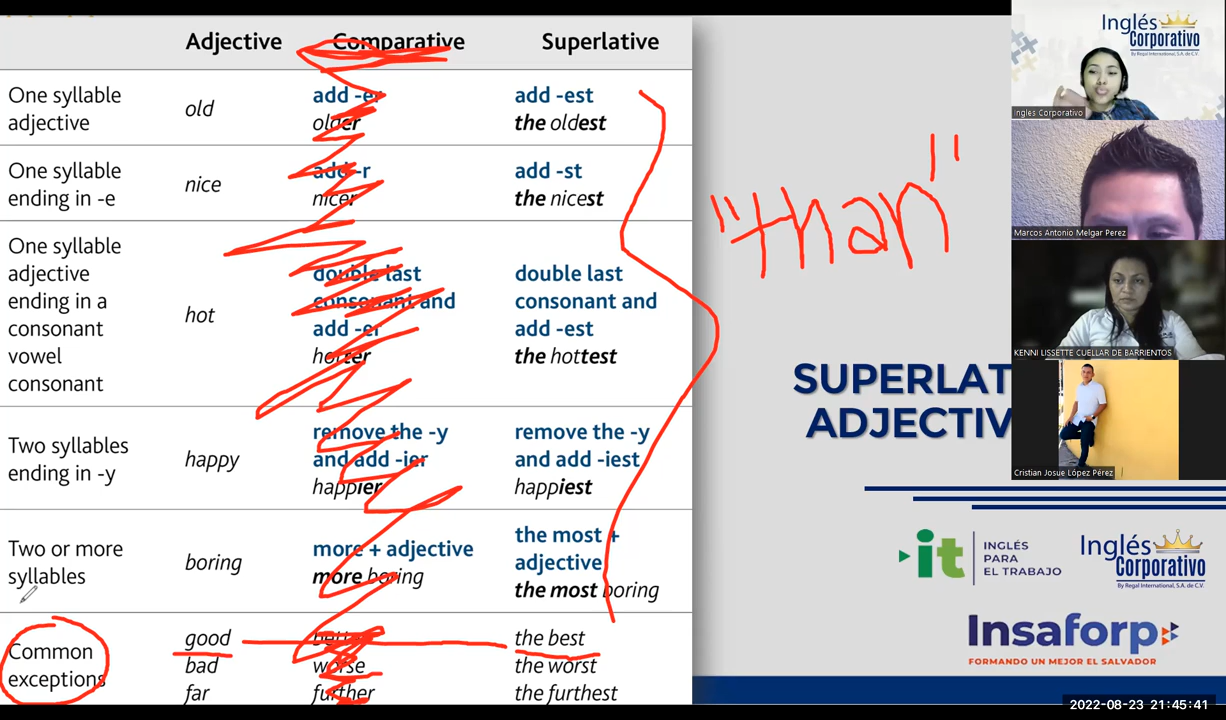 Adjective Comparative Superlative
One syllable adjective old add -er older add -est the oldest
One syllable ending in -e nice add -r nicer add -st the nicest
One syllable adjective ending in a consonant vowel consonant hot double last consonant and add -er hotter double last consonant and add -est the hottest
Two syllables ending in -y happy remove the -y and add -ier happier remove the -y and add -iest happiest
Two or more syllables boring more + adjective more boring the most + adjective the most boring
Common exceptions good better the best
bad worse the worst
far further the furthest
"than"
SUPERLAT
ADJECTIV
it INGLÉS PARA EL TRABAJO
Inglés Corporativo
By Regal International, S.A. de C.V.
Insaforp
FORMANDO UN MEJOR EL SALVADOR
Inglés Corporativo
By Regal International, S.A. de C.V.
Ingles Corporativo
Marcos Antonio Melgar Perez
KENNI LISSETTE CUELLAR DE BARRIENTOS
Cristian Josue López Pérez
2022-08-23 21:45:41